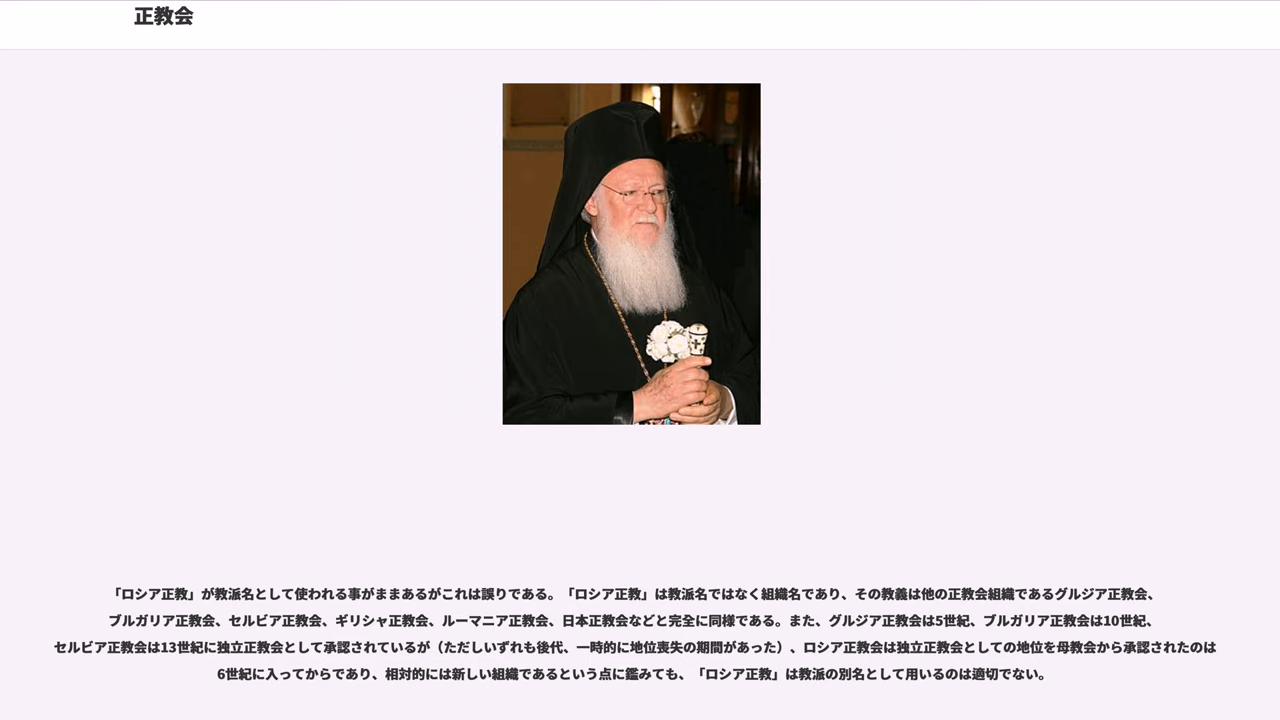 正教会
「ロシア正教」が教派名として使われる事がままあるがこれは誤りである。「ロシア正教」は教派名ではなく組織名であり、その教義は他の正教会組織であるグルジア正教会、
ブルガリア正教会、セルビア正教会、ギリシャ正教会、ルーマニア正教会、日本正教会などと完全に同様である。また、グルジア正教会は5世紀、ブルガリア正教会は10世紀、
セルビア正教会は13世紀に独立正教会として承認されているが（ただしいずれも後代、一時的に地位喪失の期間があった）、ロシア正教会は独立正教会としての地位を母教会から承認されたのは
6世紀に入ってからであり、相対的には新しい組織であるという点に鑑みても、「ロシア正教」は教派の別名として用いるのは適切でない。